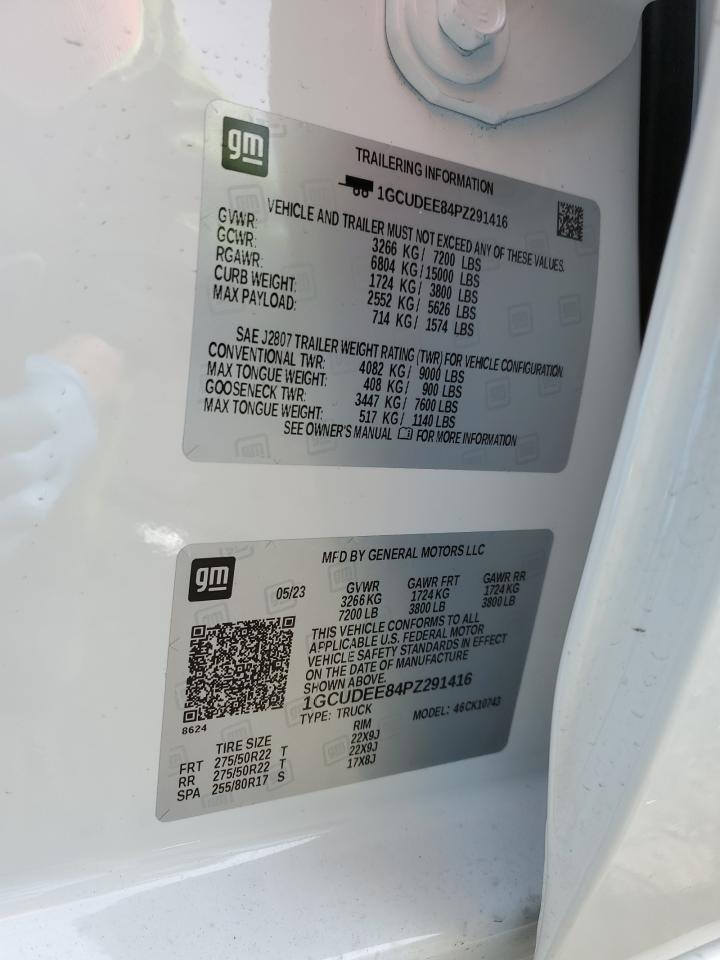 gm
TRAILERING INFORMATION
1GCUDEE84PZ291416
VEHICLE AND TRAILER MUST NOT EXCEED ANY OF THESE VALUES.
GVWR: 3266 KG/ 7200 LBS
GCWR: 6804 KG/15000 LBS
RGAWR: 1724 KG/ 3800 LBS
CURB WEIGHT: 2552 KG/ 5626 LBS
MAX PAYLOAD: 714 KG/ 1574 LBS
SAE J2807 TRAILER WEIGHT RATING (TWR) FOR VEHICLE CONFIGURATION
CONVENTIONAL TWR: 4082 KG/ 9000 LBS
MAX TONGUE WEIGHT: 408 KG/ 900 LBS
GOOSENECK TWR: 3447 KG/ 7600 LBS
MAX TONGUE WEIGHT: 517 KG/ 1140 LBS
SEE OWNER'S MANUAL FOR MORE INFORMATION
gm
MFD BY GENERAL MOTORS LLC
05/23 GVWR GAWR FRT GAWR RR
3266 KG 1724 KG 1724 KG
7200 LB 3800 LB 3800 LB
THIS VEHICLE CONFORMS TO ALL
APPLICABLE U.S. FEDERAL MOTOR
VEHICLE SAFETY STANDARDS IN EFFECT
ON THE DATE OF MANUFACTURE
SHOWN ABOVE.
1GCUDEE84PZ291416
TYPE: TRUCK MODEL: 46CK10743
8624
TIRE SIZE RIM
FRT 275/50R22 T 22X9J
RR 275/50R22 T 22X9J
SPA 255/80R17 S 17X8J